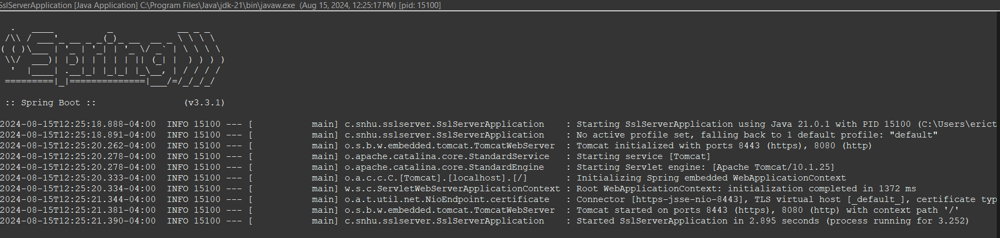 SslServerApplication [Java Application] C:\Program Files\Java\jdk-21\bin\javaw.exe  (Aug 15, 2024, 12:25:17 PM) [pid: 15100]
  .   ____          _            __ _ _
 /\\ / ___'_ __ _ _(_)_ __  __ _ \ \ \ \
( ( )\___ | '_ | '_| | '_ \/ _` | \ \ \ \
 \\/  ___)| |_)| | | | | || (_| |  ) ) ) )
  '  |____| .__|_| |_|_| |_\__, | / / / /
 =========|_|==============|___/=/_/_/_/
 :: Spring Boot ::                (v3.3.1)
2024-08-15T12:25:18.888-04:00  INFO 15100 --- [           main] c.snhu.sslserver.SslServerApplication    : Starting SslServerApplication using Java 21.0.1 with PID 15100 (C:\Users\erict
2024-08-15T12:25:18.891-04:00  INFO 15100 --- [           main] c.snhu.sslserver.SslServerApplication    : No active profile set, falling back to 1 default profile: "default"
2024-08-15T12:25:20.262-04:00  INFO 15100 --- [           main] o.s.b.w.embedded.tomcat.TomcatWebServer  : Tomcat initialized with ports 8443 (https), 8080 (http)
2024-08-15T12:25:20.278-04:00  INFO 15100 --- [           main] o.apache.catalina.core.StandardService   : Starting service [Tomcat]
2024-08-15T12:25:20.278-04:00  INFO 15100 --- [           main] o.apache.catalina.core.StandardEngine    : Starting Servlet engine: [Apache Tomcat/10.1.25]
2024-08-15T12:25:20.333-04:00  INFO 15100 --- [           main] o.a.c.c.C.[Tomcat].[localhost].[/]       : Initializing Spring embedded WebApplicationContext
2024-08-15T12:25:20.334-04:00  INFO 15100 --- [           main] w.s.c.ServletWebServerApplicationContext : Root WebApplicationContext: initialization completed in 1372 ms
2024-08-15T12:25:21.344-04:00  INFO 15100 --- [           main] o.a.t.util.net.NioEndpoint.certificate   : Connector [https-jsse-nio-8443], TLS virtual host [_default_], certificate typ
2024-08-15T12:25:21.381-04:00  INFO 15100 --- [           main] o.s.b.w.embedded.tomcat.TomcatWebServer  : Tomcat started on ports 8443 (https), 8080 (http) with context path '/'
2024-08-15T12:25:21.390-04:00  INFO 15100 --- [           main] c.snhu.sslserver.SslServerApplication    : Started SslServerApplication in 2.895 seconds (process running for 3.252)